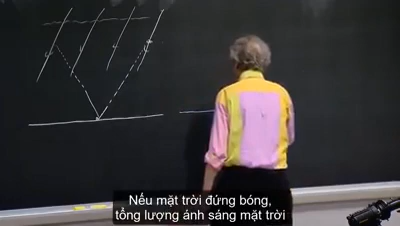 Nếu mặt trời đứng bóng,
tổng lượng ánh sáng mặt trời